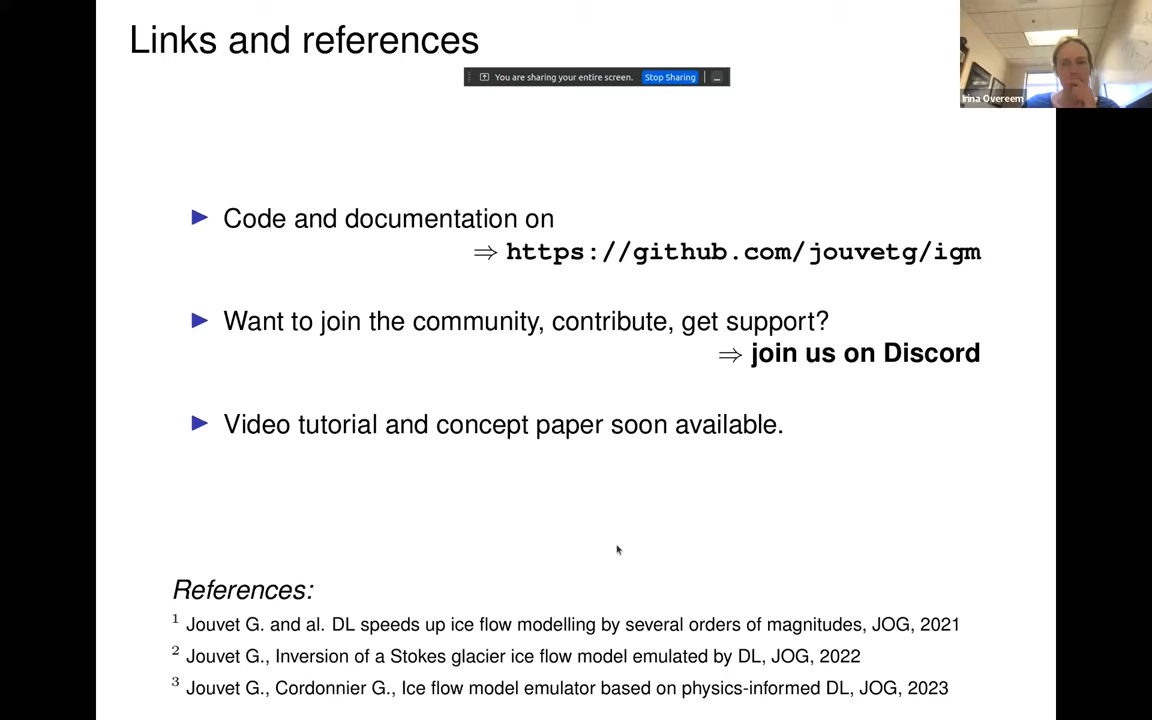 Links and references
You are sharing your entire screen. Stop Sharing
Irina Overeem
▶ Code and documentation on
⇒ https://github.com/jouvetg/igm
▶ Want to join the community, contribute, get support?
⇒ join us on Discord
▶ Video tutorial and concept paper soon available.
References:
1 Jouvet G. and al. DL speeds up ice flow modelling by several orders of magnitudes, JOG, 2021
2 Jouvet G., Inversion of a Stokes glacier ice flow model emulated by DL, JOG, 2022
3 Jouvet G., Cordonnier G., Ice flow model emulator based on physics-informed DL, JOG, 2023